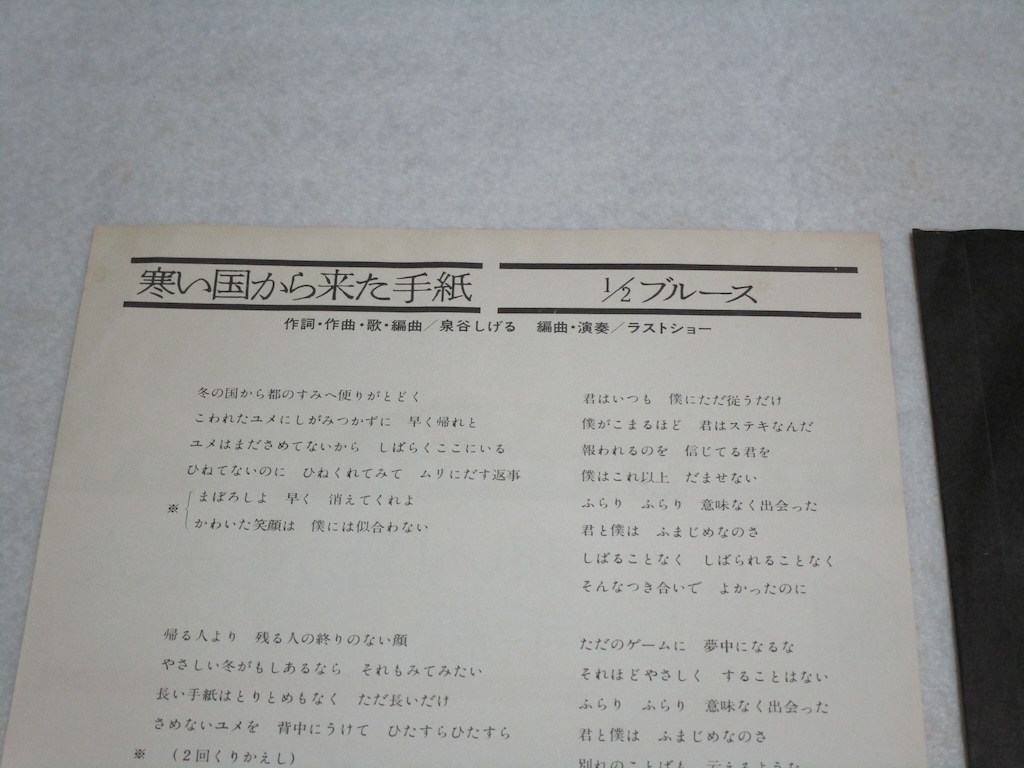 寒い国から来た手紙
1/2ブルース
作詞・作曲・歌・編曲／泉谷しげる　編曲・演奏／ラストショー
冬の国から都のすみへ便りがとどく
こわれたユメにしがみつかずに　早く帰れと
ユメはまださめてないから　しばらくここにいる
ひねてないのに　ひねくれてみて　ムリにだす返事
※ まぼろしよ　早く　消えてくれよ
かわいた笑顔は　僕には似合わない
帰る人より　残る人の終りのない顔
やさしい冬がもしあるなら　それもみてみたい
長い手紙はとりとめもなく　ただ長いだけ
さめないユメを　背中にうけて　ひたすらひたすら
※　（2回くりかえし）
君はいつも　僕にただ従うだけ
僕がこまるほど　君はステキなんだ
報われるのを　信じてる君を
僕はこれ以上　だませない
ふらり　ふらり　意味なく出会った
君と僕は　ふまじめなのさ
しばることなく　しばられることなく
そんなつき合いで　よかったのに
ただのゲームに　夢中になるな
それほどやさしく　することはない
ふらり　ふらり　意味なく出会った
君と僕は　ふまじめなのさ
別れのことばも　云えるような